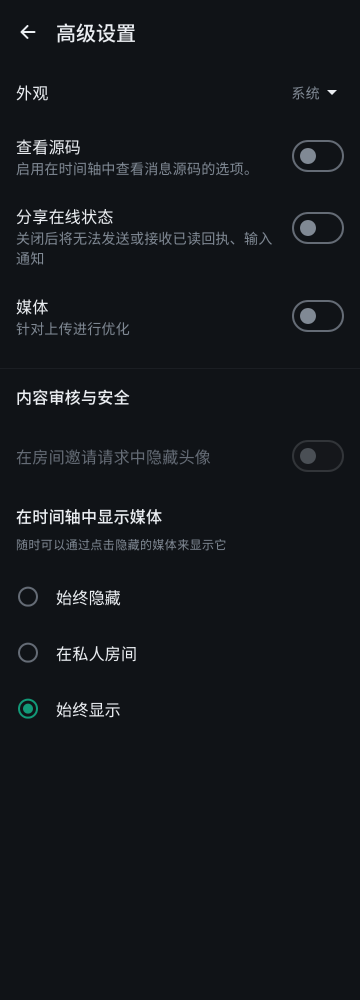 高级设置
外观
系统
查看源码
启用在时间轴中查看消息源码的选项。
分享在线状态
关闭后将无法发送或接收已读回执、输入
通知
媒体
针对上传进行优化
内容审核与安全
在房间邀请请求中隐藏头像
在时间轴中显示媒体
随时可以通过点击隐藏的媒体来显示它
始终隐藏
在私人房间
始终显示